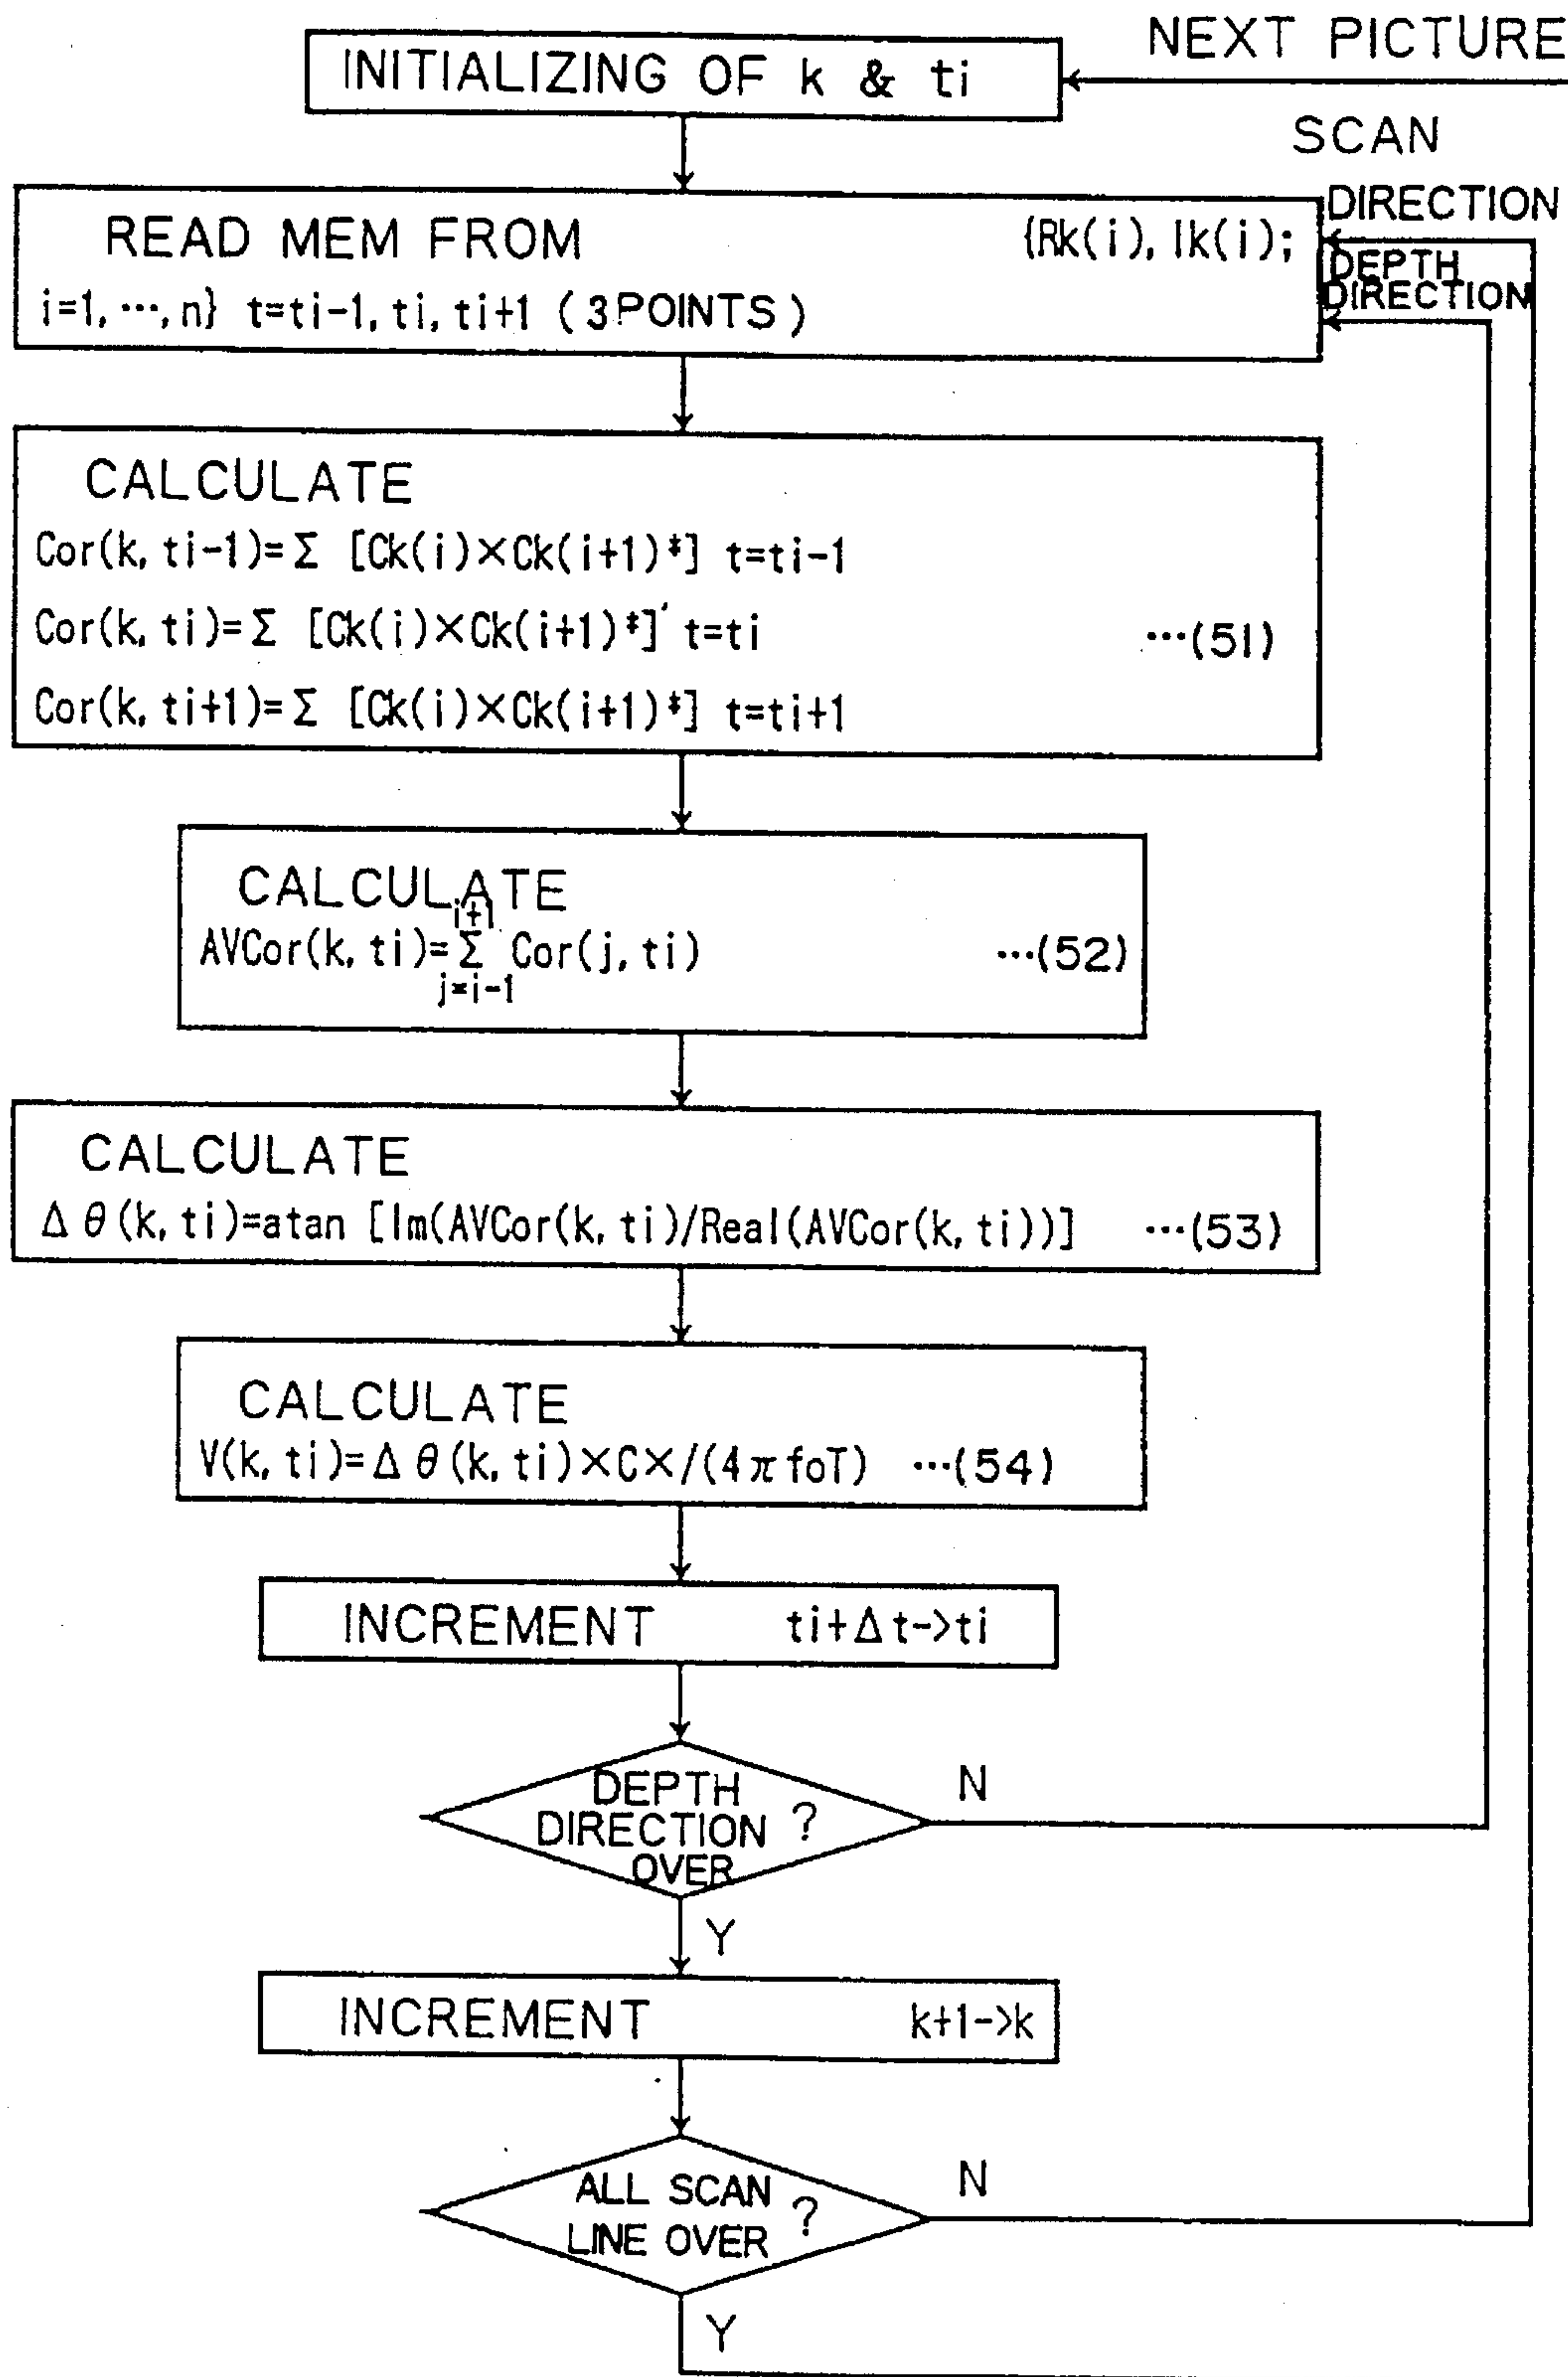 NEXT PICTURE
INITIALIZING OF k & ti
SCAN
DIRECTION
READ MEM FROM {Rk(i), Ik(i);
DEPTH
DIRECTION
i=1, ···, n} t=ti-1, ti, ti+1 (3 POINTS)
CALCULATE
Cor(k, ti-1)=Σ [Ck(i)×Ck(i+1)*] t=ti-1
Cor(k, ti)=Σ [Ck(i)×Ck(i+1)*] t=ti ···(51)
Cor(k, ti+1)=Σ [Ck(i)×Ck(i+1)*] t=ti+1
CALCULATE
i+1
AVCor(k, ti)=Σ Cor(j, ti) ···(52)
j=i-1
CALCULATE
Δθ(k, ti)=atan [Im(AVCor(k, ti)/Real(AVCor(k, ti))] ···(53)
CALCULATE
V(k, ti)=Δθ(k, ti)×C×/(4πfoT) ···(54)
INCREMENT ti+Δt->ti
DEPTH
DIRECTION ?
OVER
N
Y
INCREMENT k+1->k
ALL SCAN
LINE OVER ?
N
Y